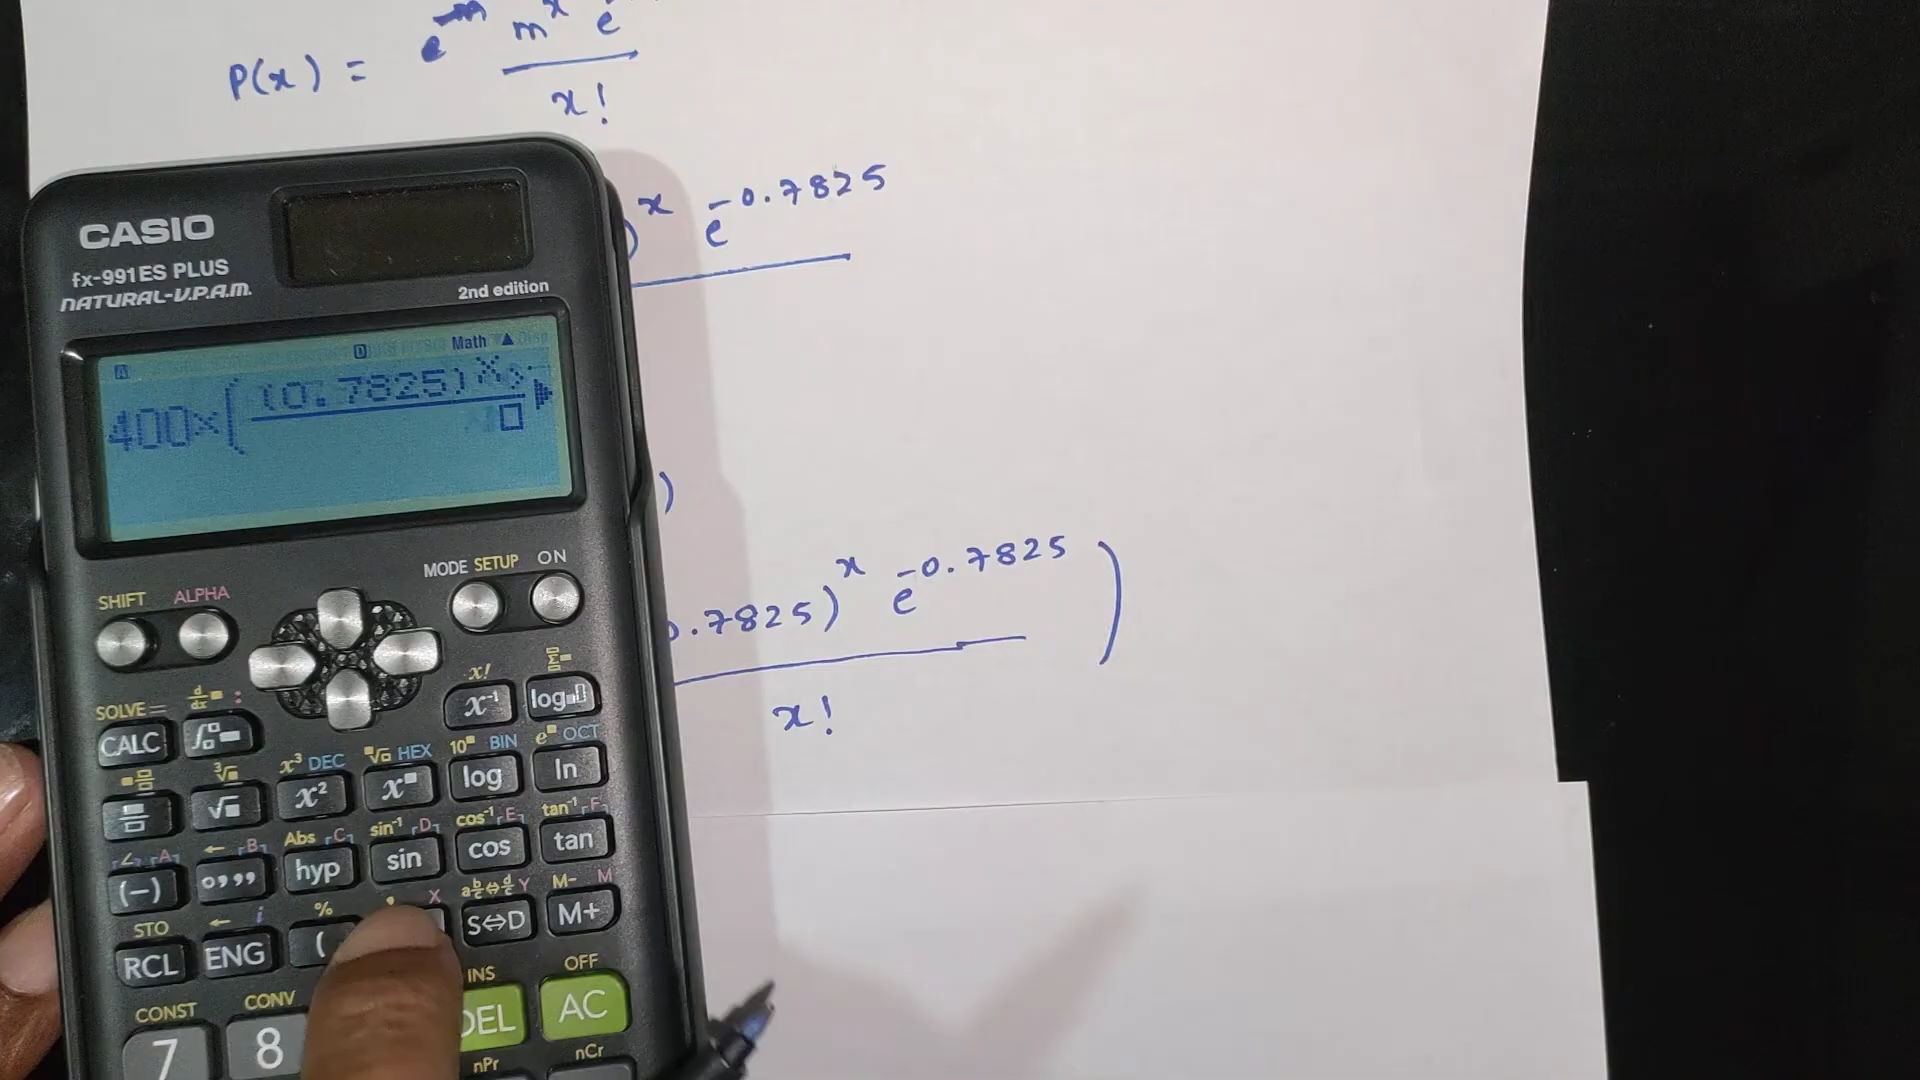 P(x) = e^-m m^x e
x!
)^x e^-0.7825
)
0.7825)^x e^-0.7825 )
x!
CASIO
fx-991ES PLUS
NATURAL-V.P.A.M.
2nd edition
D Math ▲ Disp
400×( (0.7825)^X
MODE SETUP ON
SHIFT ALPHA
x! Σ□=
SOLVE = d/dx :
x⁻¹ log□
CALC ∫□
³ DEC √ HEX 10■ BIN e■ OCT
√■ x² x■ log ln
Abs C sin⁻¹ D cos⁻¹ E tan⁻¹ F
∠ A ← B
(−) °,,, hyp sin cos tan
STO ← i % , X a b/c⇔d/c Y M− M
RCL ENG ( S⇔D M+
CONST CONV INS OFF
7 8 DEL AC
nPr nCr